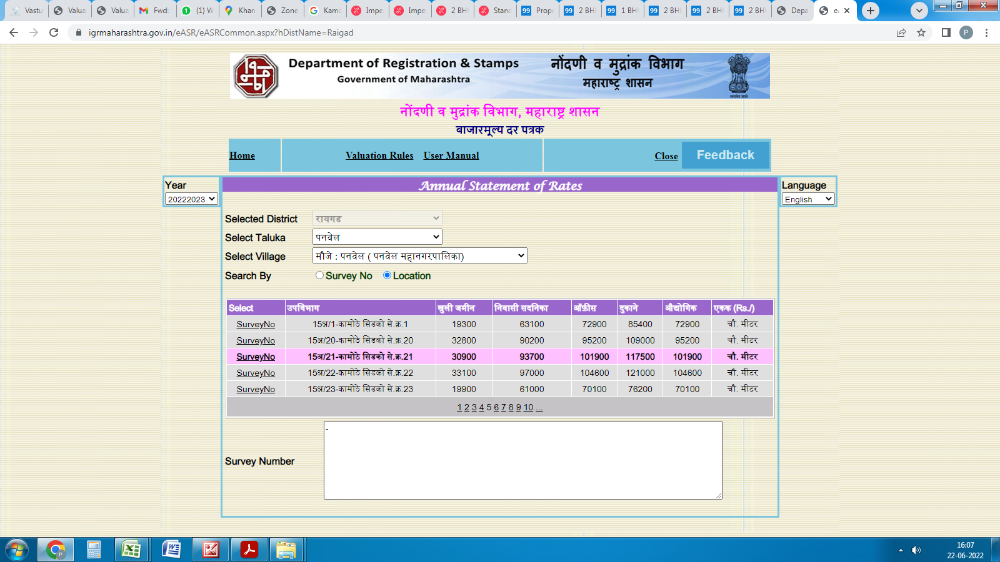 Vastu Valua Valua Fwd: (1) W Khan Zone Kamo Impe Impe 2 BH Stand Prope 2 BH 1 BH 2 BH 2 BH 2 BH Depa
igrmaharashtra.gov.in/eASR/eASRCommon.aspx?hDistName=Raigad P
Department of Registration & Stamps नोंदणी व मुद्रांक विभाग
Government of Maharashtra महाराष्ट्र शासन
नोंदणी व मुद्रांक विभाग, महाराष्ट्र शासन
बाजारमूल्य दर पत्रक
Home Valuation Rules User Manual Close Feedback
Year Annual Statement of Rates Language
20222023 English
Selected District रायगड
Select Taluka पनवेल
Select Village मौजे : पनवेल ( पनवेल महानगरपालिका)
Search By Survey No Location
Select उपविभाग खुली जमीन निवासी सदनिका ऑफ़ीस दुकाने औद्योगिक एकक (Rs./)
SurveyNo 15अ/1-कामोठे सिडको से.क्र.1 19300 63100 72900 85400 72900 चौ. मीटर
SurveyNo 15अ/20-कामोठे सिडको से.क्र.20 32800 90200 95200 109000 95200 चौ. मीटर
SurveyNo 15अ/21-कामोठे सिडको से.क्र.21 30900 93700 101900 117500 101900 चौ. मीटर
SurveyNo 15अ/22-कामोठे सिडको से.क्र.22 33100 97000 104600 121000 104600 चौ. मीटर
SurveyNo 15अ/23-कामोठे सिडको से.क्र.23 19900 61000 70100 76200 70100 चौ. मीटर
1 2 3 4 5 6 7 8 9 10 ...
-
Survey Number
16:07
22-06-2022